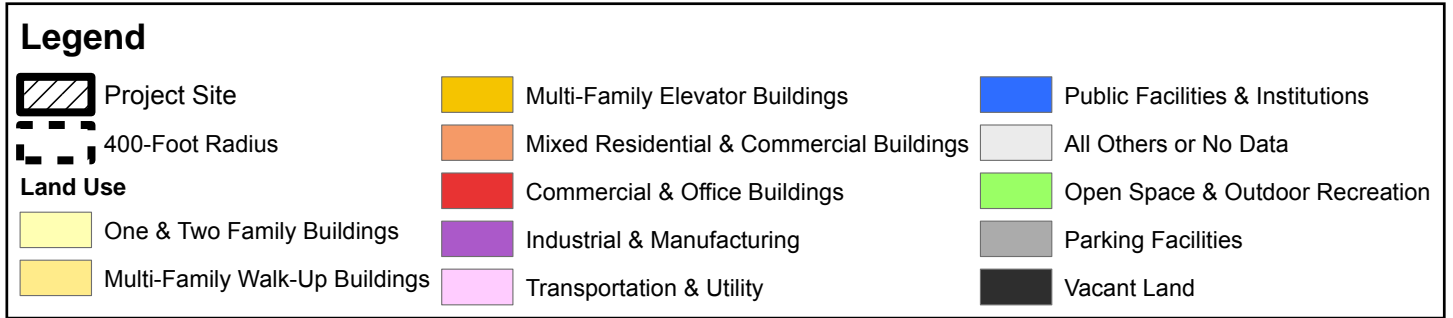 Legend
Project Site
400-Foot Radius
Land Use
One & Two Family Buildings
Multi-Family Walk-Up Buildings
Multi-Family Elevator Buildings
Mixed Residential & Commercial Buildings
Commercial & Office Buildings
Industrial & Manufacturing
Transportation & Utility
Public Facilities & Institutions
All Others or No Data
Open Space & Outdoor Recreation
Parking Facilities
Vacant Land